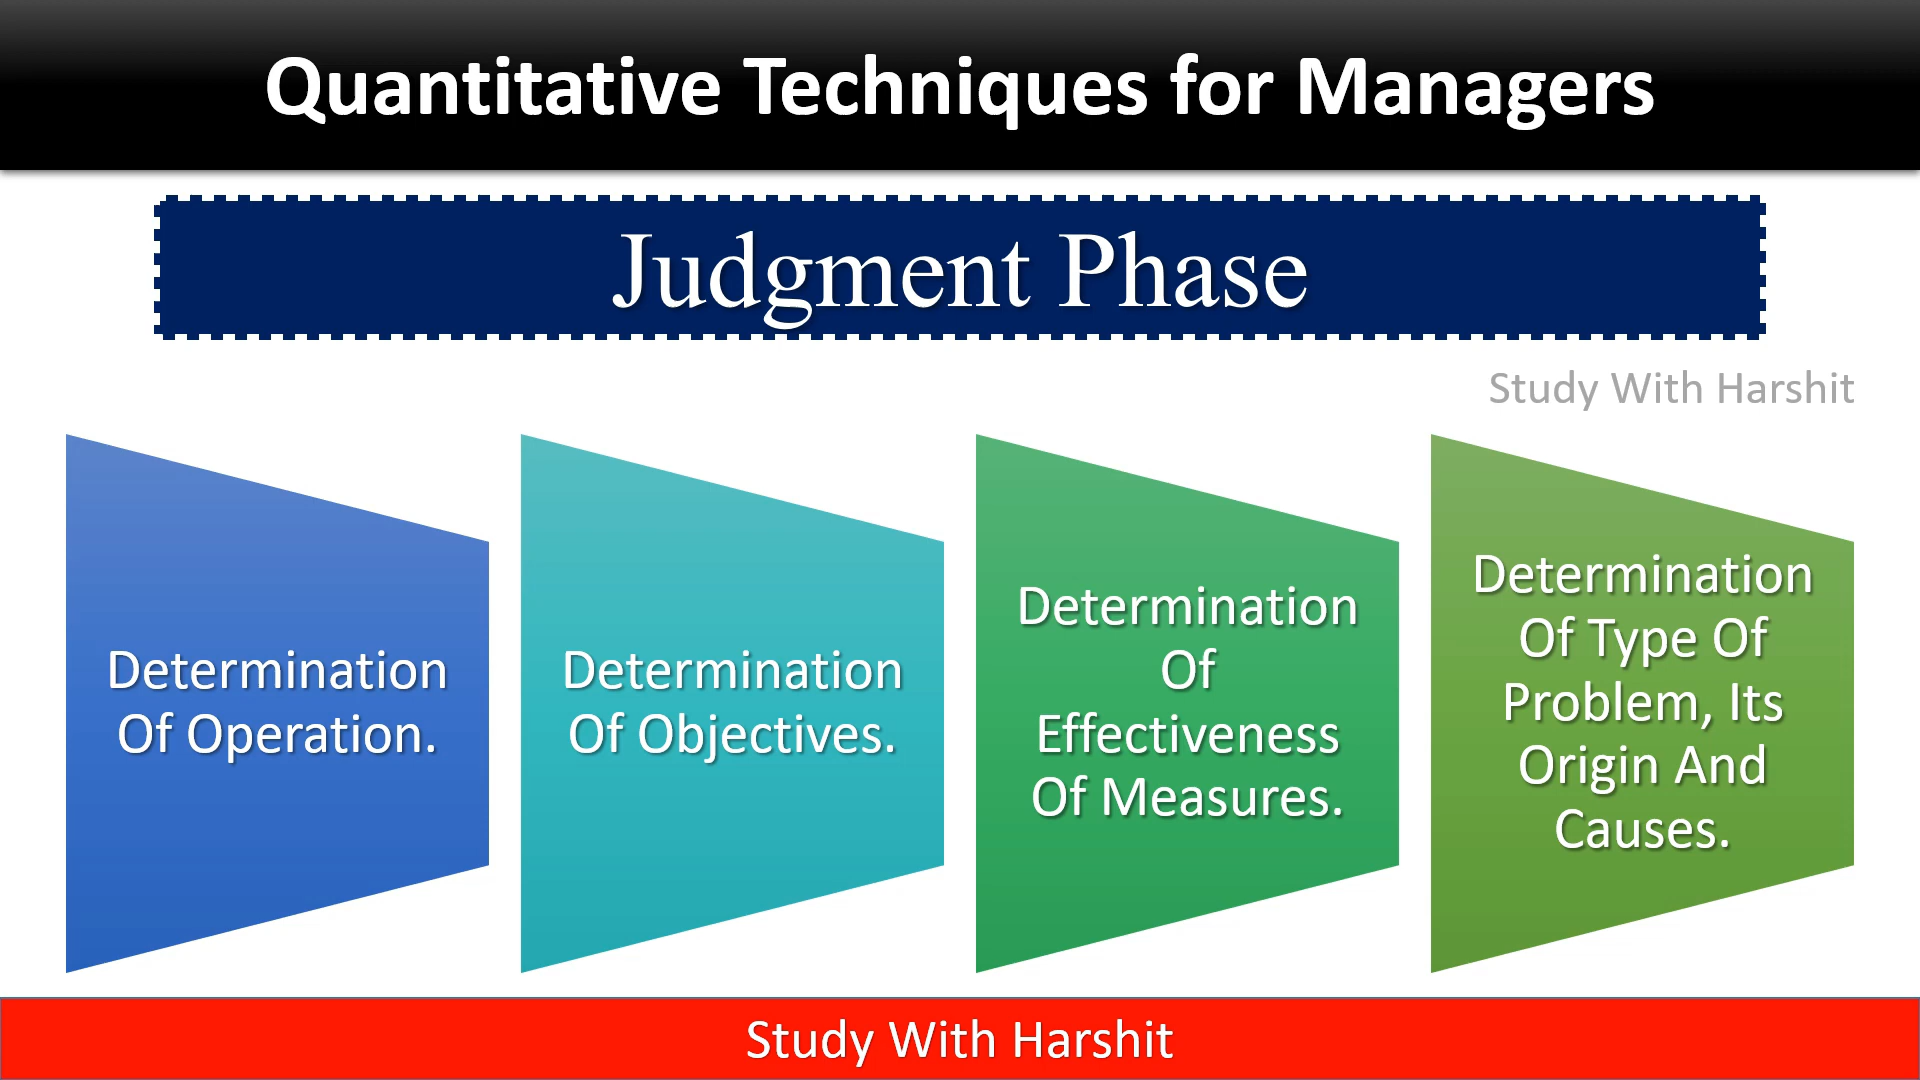 Quantitative Techniques for Managers
Judgment Phase
Study With Harshit
Determination
Of Operation.
Determination
Of Objectives.
Determination
Of
Effectiveness
Of Measures.
Determination
Of Type Of
Problem, Its
Origin And
Causes.
Study With Harshit